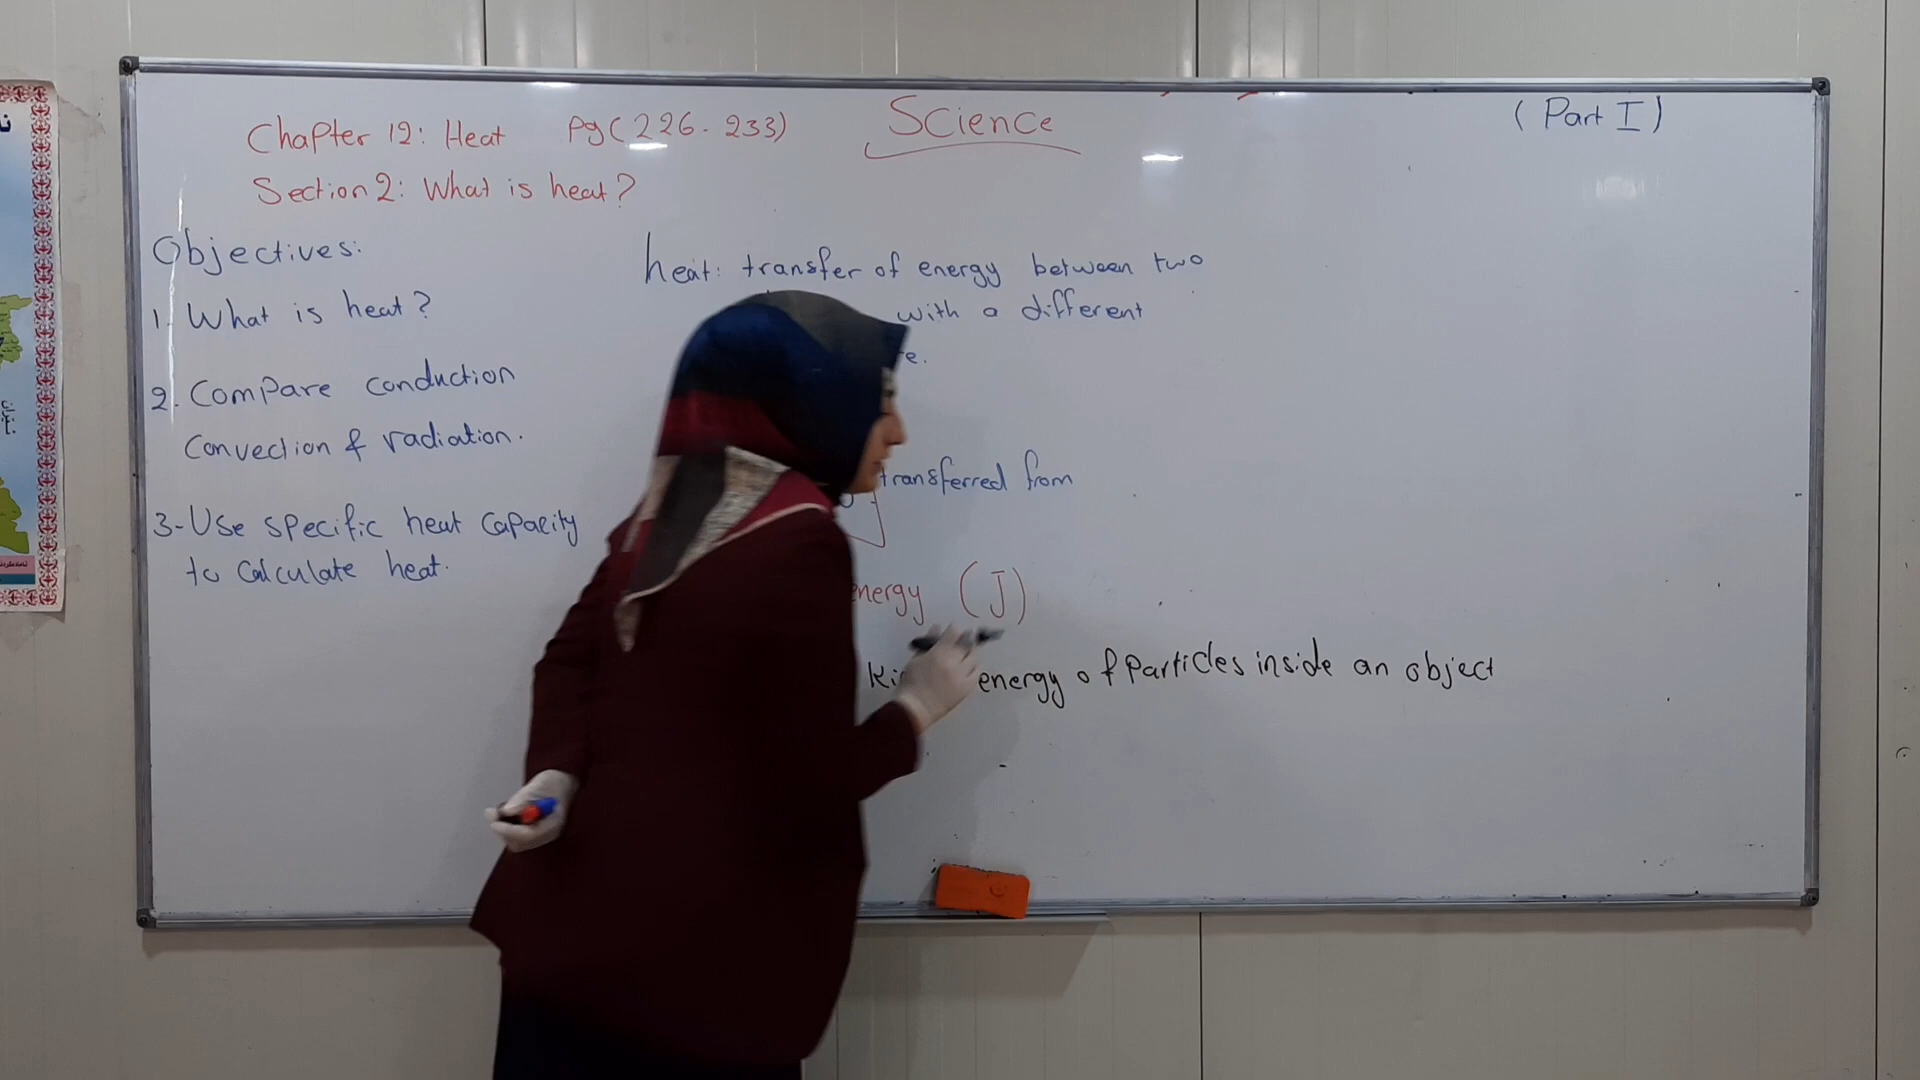 Science
(Part I)
Chapter 12: Heat pg(226-233)
Section 2: What is heat?
Objectives:
1. What is heat?
2. Compare conduction
Convection & radiation.
3-Use specific heat capacity
to calculate heat.
heat: transfer of energy between two
with a different
transferred from
energy (J)
energy of particles inside an object